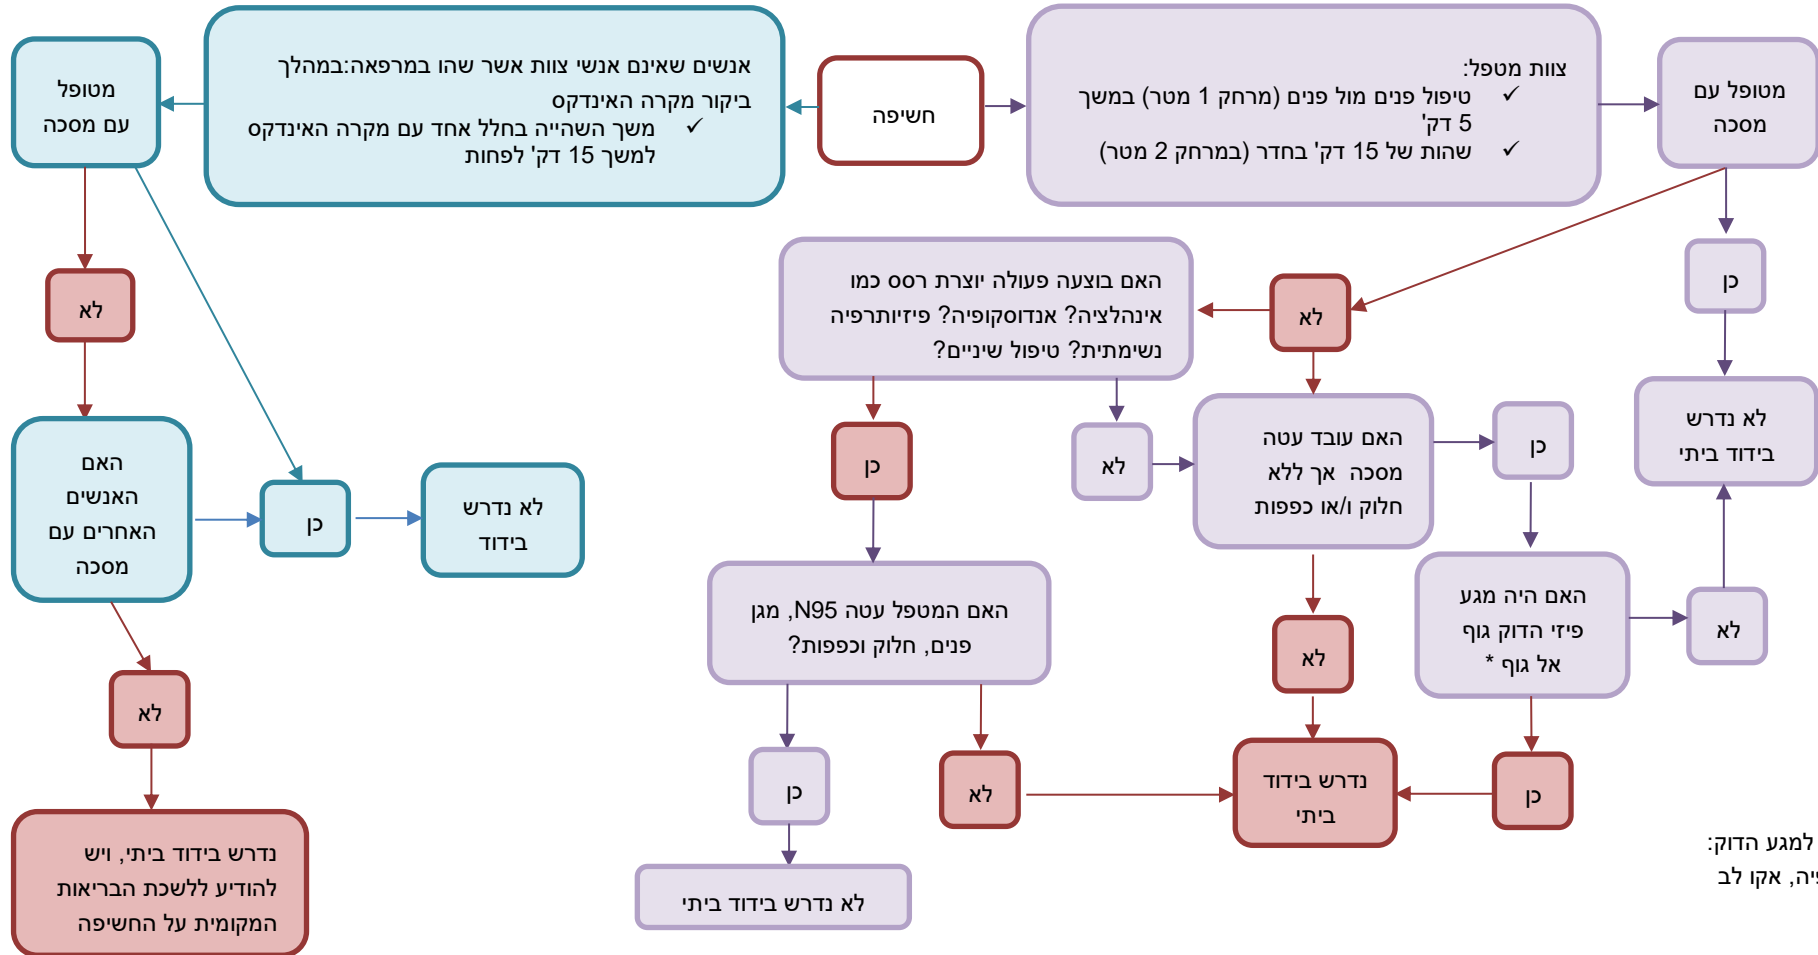 חשיפה
צוות מטפל:
✓ טיפול פנים מול פנים (מרחק 1 מטר) במשך
5 דק'
✓ שהות של 15 דק' בחדר (במרחק 2 מטר)
מטופל עם
מסכה
כן
לא נדרש
בידוד ביתי
לא
האם בוצעה פעולה יוצרת רסס כמו
אינהלציה? אנדוסקופיה? פיזיותרפיה
נשימתית? טיפול שיניים?
כן
לא
האם עובד עטה
מסכה אך ללא
חלוק ו/או כפפות
כן
האם היה מגע
פיזי הדוק גוף
אל גוף *
לא
כן
לא
נדרש בידוד
ביתי
האם המטפל עטה N95, מגן
פנים, חלוק וכפפות?
לא
כן
לא נדרש בידוד ביתי
למגע הדוק:
אקו לב
אנשים שאינם אנשי צוות אשר שהו במרפאה:במהלך
ביקור מקרה האינדקס
✓ משך השהייה בחלל אחד עם מקרה האינדקס
למשך 15 דק' לפחות
מטופל
עם מסכה
לא
האם
האנשים
האחרים עם
מסכה
כן
לא נדרש
בידוד
לא
נדרש בידוד ביתי, ויש
להודיע ללשכת הבריאות
המקומית על החשיפה